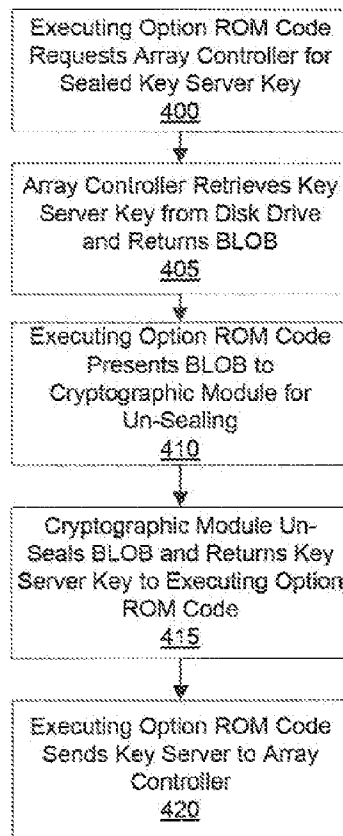 Executing Option ROM Code
Requests Array Controller for
Sealed Key Server Key
400
Array Controller Retrieves Key
Server Key from Disk Drive
and Returns BLOB
405
Executing Option ROM Code
Presents BLOB to
Cryptographic Module for
Un-Sealing
410
Cryptographic Module Un-
Seals BLOB and Returns Key
Server Key to Executing Option
ROM Code
415
Executing Option ROM Code
Sends Key Server to Array
Controller
420